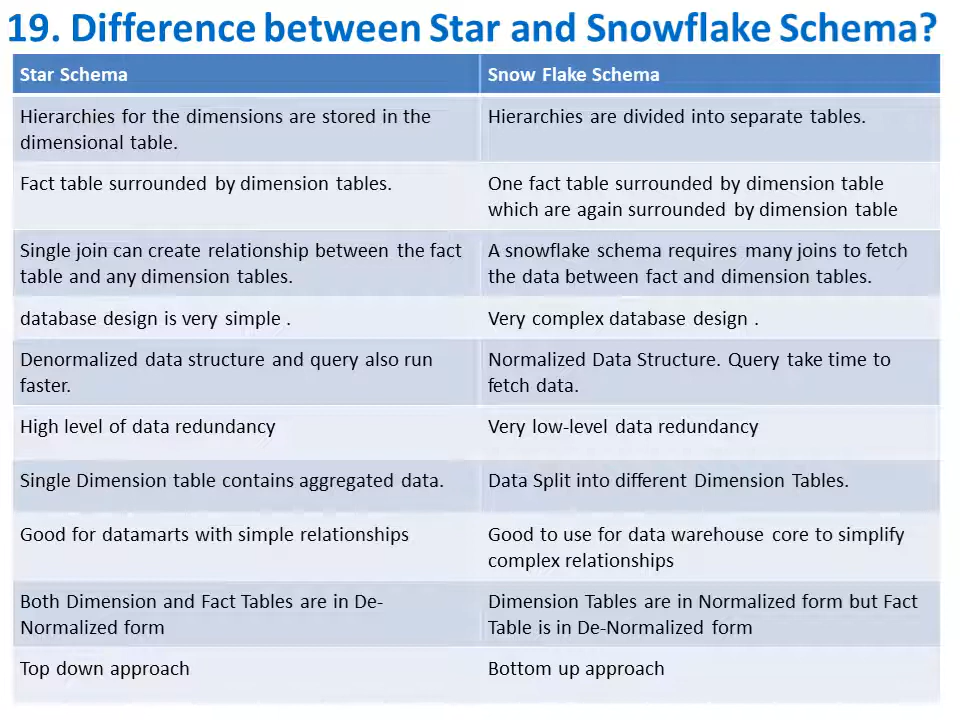 19. Difference between Star and Snowflake Schema?
Star Schema
Snow Flake Schema
Hierarchies for the dimensions are stored in the
dimensional table.
Hierarchies are divided into separate tables.
Fact table surrounded by dimension tables.
One fact table surrounded by dimension table
which are again surrounded by dimension table
Single join can create relationship between the fact
table and any dimension tables.
A snowflake schema requires many joins to fetch
the data between fact and dimension tables.
database design is very simple .
Very complex database design .
Denormalized data structure and query also run
faster.
Normalized Data Structure. Query take time to
fetch data.
High level of data redundancy
Very low-level data redundancy
Single Dimension table contains aggregated data.
Data Split into different Dimension Tables.
Good for datamarts with simple relationships
Good to use for data warehouse core to simplify
complex relationships
Both Dimension and Fact Tables are in De-
Normalized form
Dimension Tables are in Normalized form but Fact
Table is in De-Normalized form
Top down approach
Bottom up approach